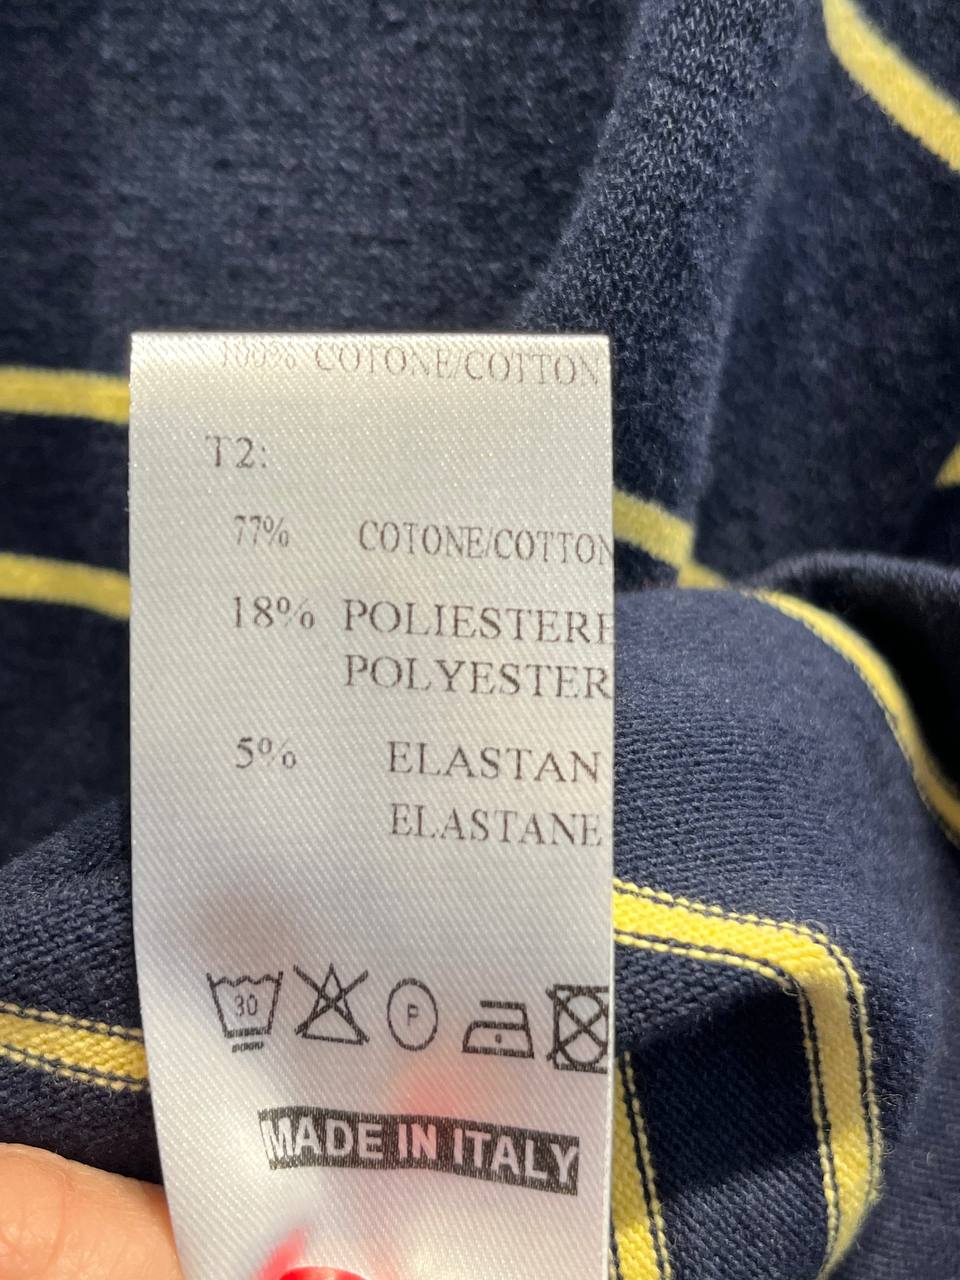 100% COTONE/COTTON
T2:
77% COTONE/COTTON
18% POLIESTERE
POLYESTER
5% ELASTAN
ELASTANE
30 P
MADE IN ITALY